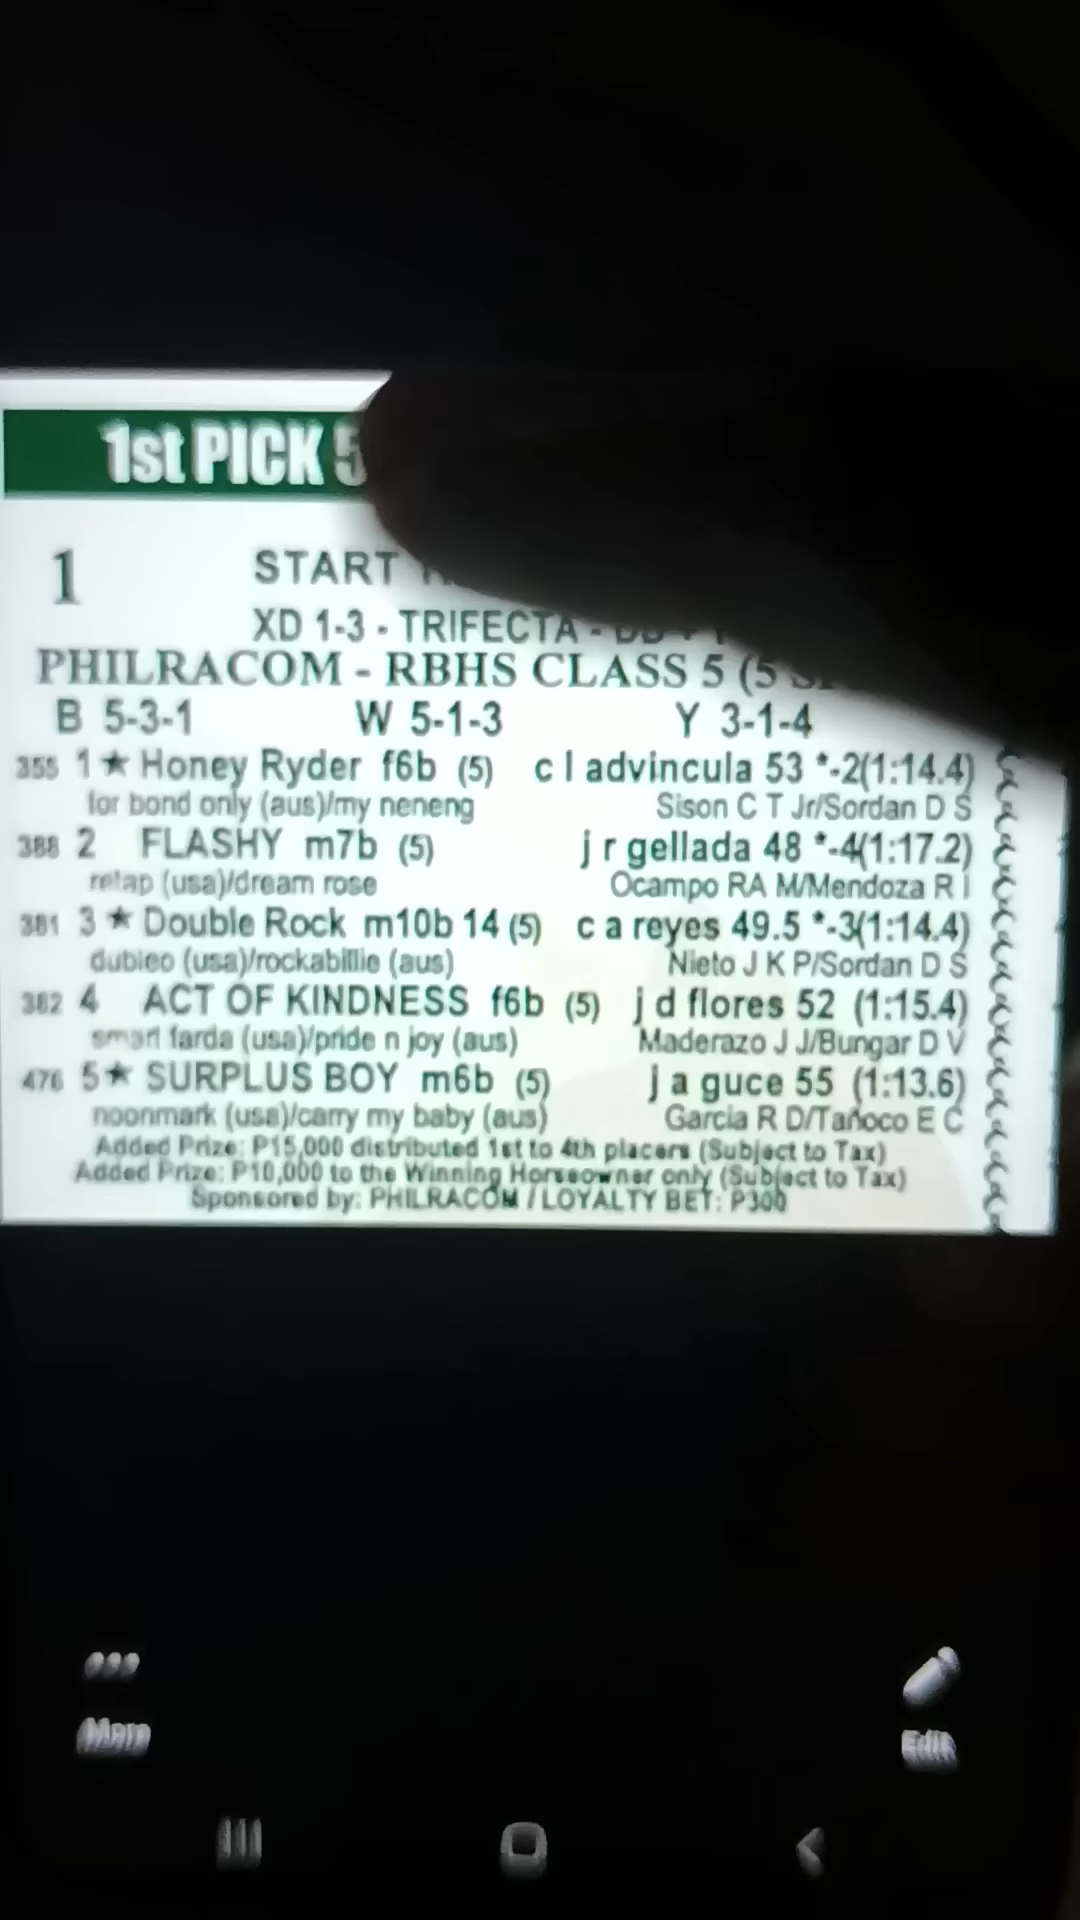 1st PICK 5
1 START
XD 1-3 - TRIFECTA - DD +
PHILRACOM - RBHS CLASS 5 (5
B 5-3-1 W 5-1-3 Y 3-1-4
355 1★ Honey Ryder f6b (5) c l advincula 53 *-2(1:14.4)
for bond only (aus)/my neneng Sison C T Jr/Sordan D S
388 2 FLASHY m7b (5) j r gellada 48 *-4(1:17.2)
retap (usa)/dream rose Ocampo RA M/Mendoza R I
381 3★ Double Rock m10b 14 (5) c a reyes 49.5 *-3(1:14.4)
dubleo (usa)/rockabillie (aus) Nieto J K P/Sordan D S
382 4 ACT OF KINDNESS f6b (5) j d flores 52 (1:15.4)
smart farda (usa)/pride n joy (aus) Maderazo J J/Bungar D V
476 5★ SURPLUS BOY m6b (5) j a guce 55 (1:13.6)
noonmark (usa)/carry my baby (aus) Garcia R D/Tañoco E C
Added Prize: P15,000 distributed 1st to 4th placers (Subject to Tax)
Added Prize: P10,000 to the Winning Horseowner only (Subject to Tax)
Sponsored by: PHILRACOM / LOYALTY BET: P300
More Edit